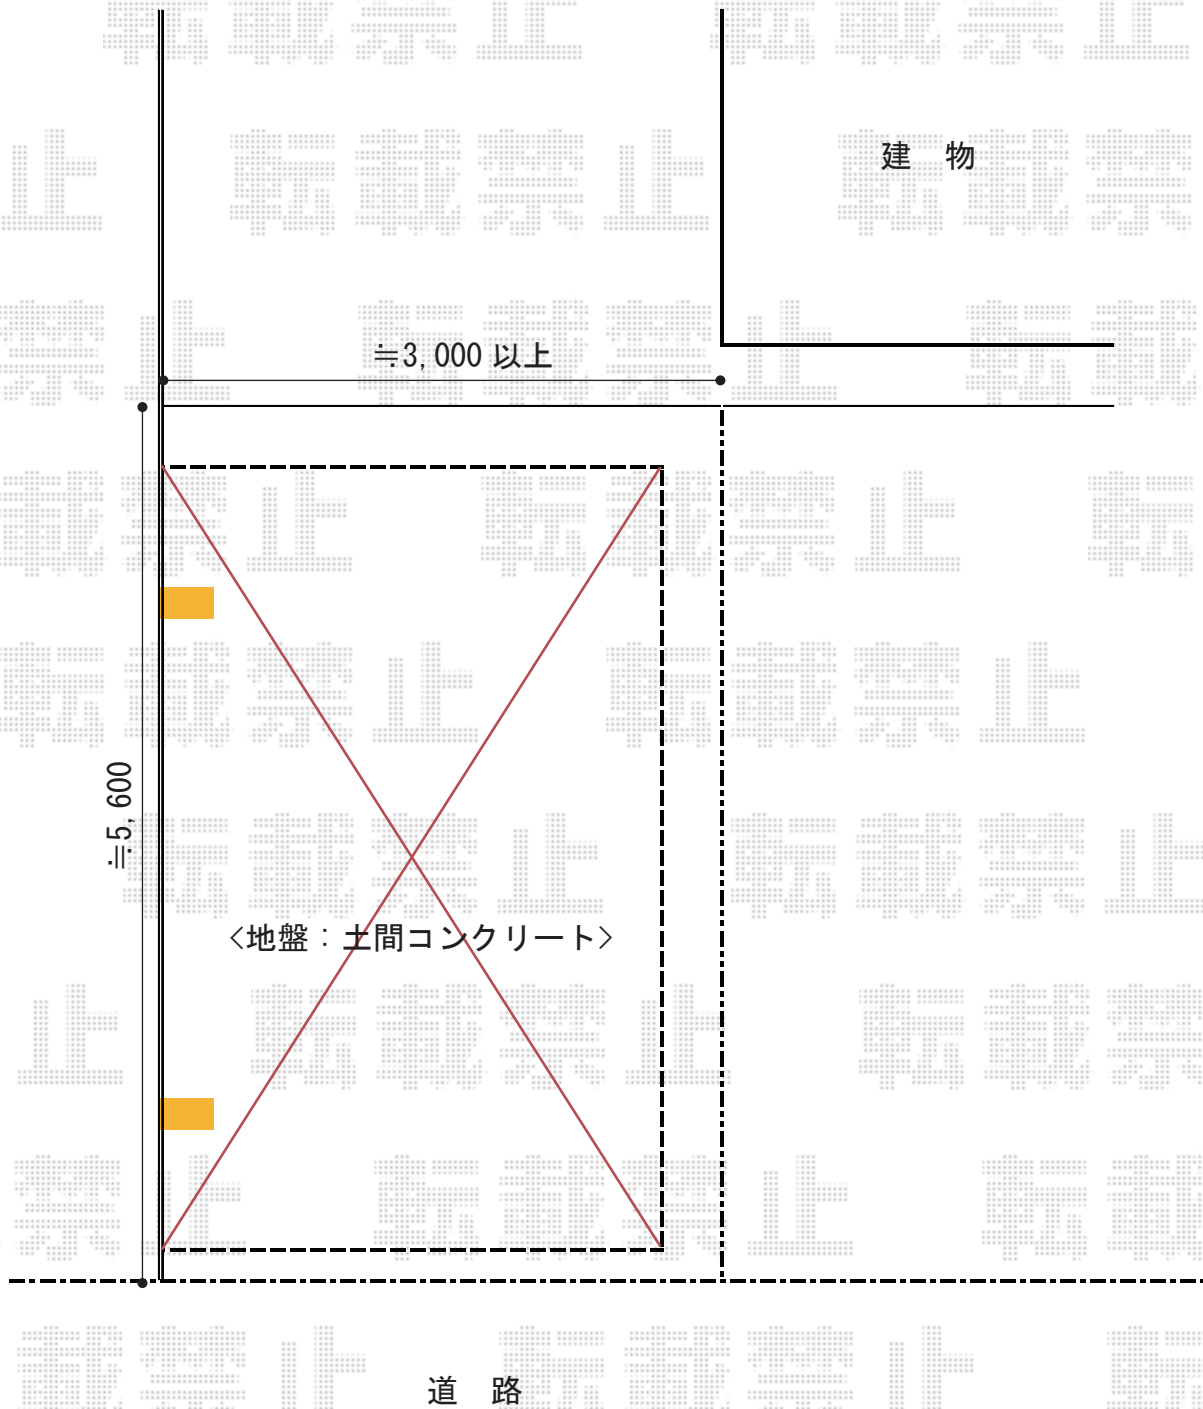 建 物
≒3,000 以上
≒5,600
<地盤：土間コンクリート>
道 路
転載禁止